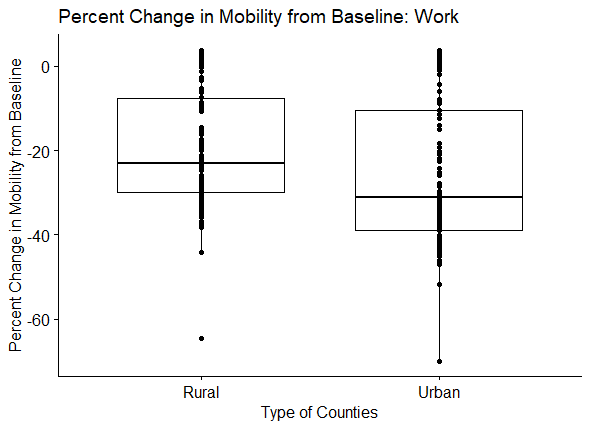 Percent Change in Mobility from Baseline: Work
Percent Change in Mobility from Baseline
0
-20
-40
-60
Rural Urban
Type of Counties